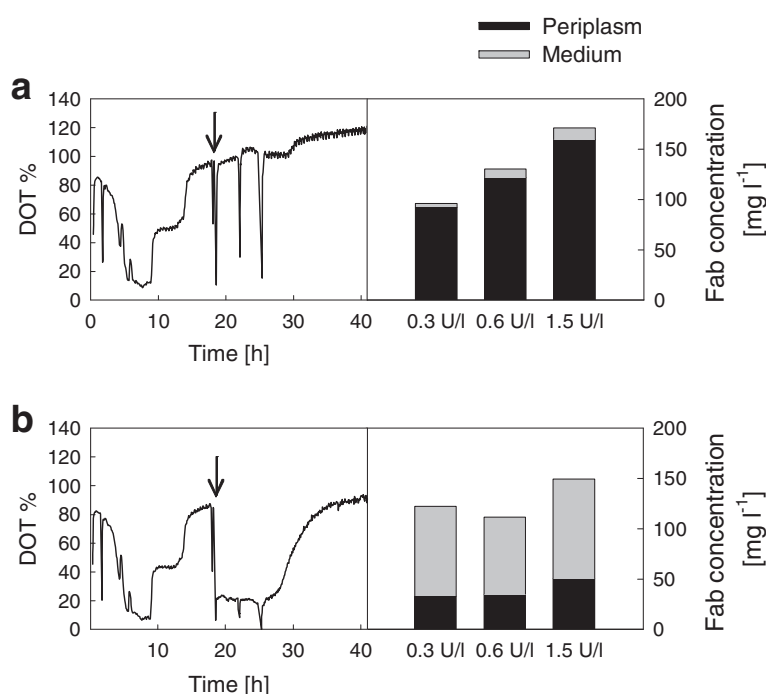 Periplasm
Medium
a
DOT %
140
120
100
80
60
40
20
0
0 10 20 30 40
Time [h]
0.3 U/l 0.6 U/l 1.5 U/l
200
150
100
50
0
Fab concentration
[mg l⁻¹]
b
DOT %
140
120
100
80
60
40
20
0
10 20 30 40
Time [h]
0.3 U/l 0.6 U/l 1.5 U/l
200
150
100
50
0
Fab concentration
[mg l⁻¹]